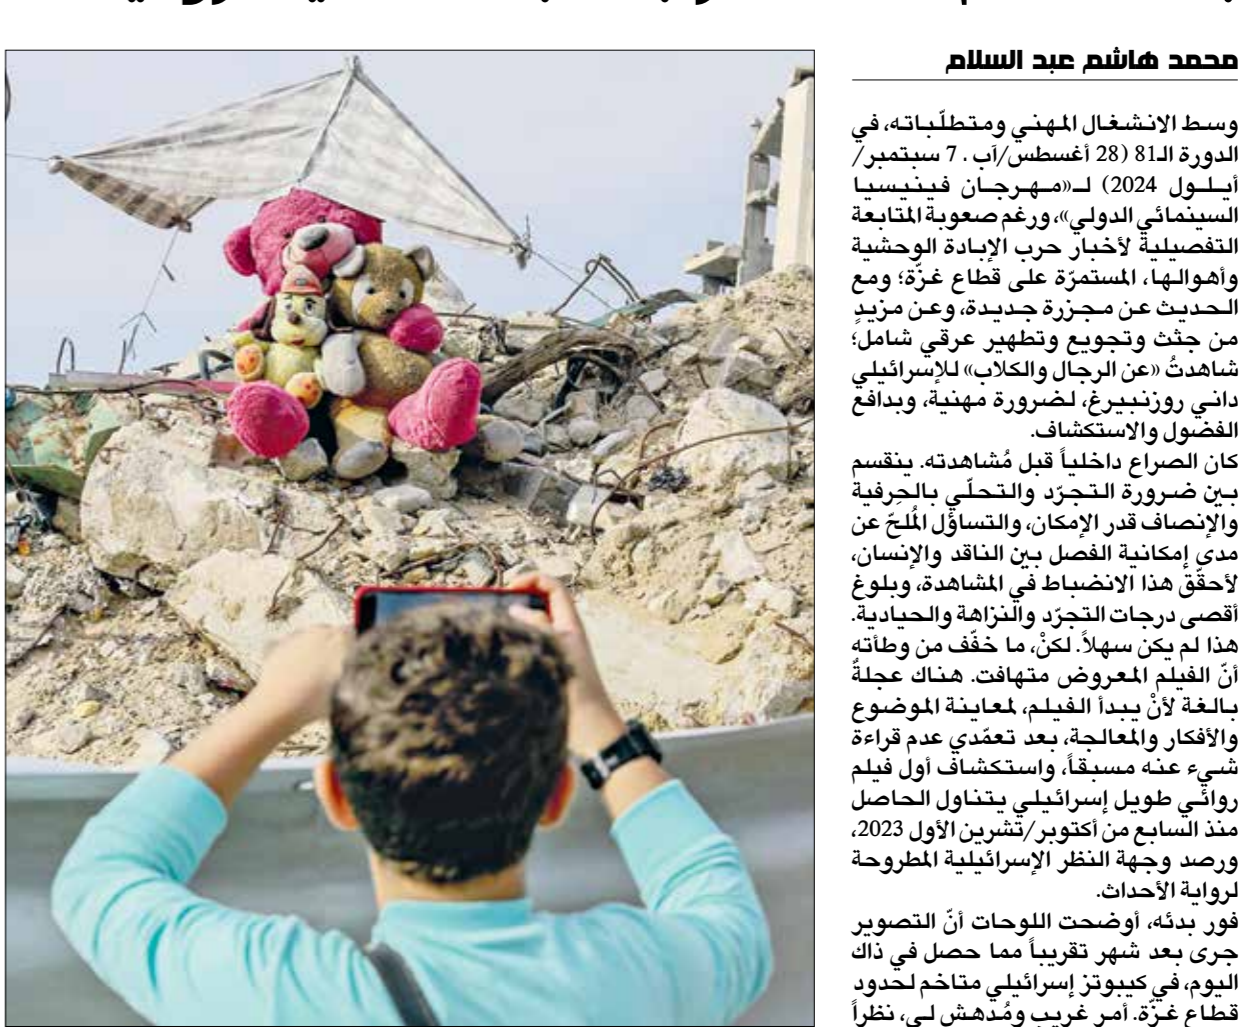 محمد هاشم عبد السلام
وسط الانشغال المهني ومتطلّباته، في
الدورة الـ81 (28 أغسطس/آب ـ 7 سبتمبر/
أيـلـول 2024) لـ«مـهـرجـان فينيسيا
السينمائي الدولي»، ورغم صعوبة المتابعة
التفصيلية لأخبار حرب الإبادة الوحشية
وأهوالها، المستمرّة على قطاع غزّة؛ ومع
الحديث عن مجزرة جديدة، وعن مزيدٍ
من جثث وتجويع وتطهير عرقي شامل؛
شاهدتُ «عن الرجال والكلاب» للإسرائيلي
داني روزنبيرغ، لضرورة مهنية، وبدافع
الفضول والاستكشاف.
كان الصراع داخلياً قبل مُشاهدته. ينقسم
بين ضرورة التجرّد والتحلّي بالحِرفية
والإنصاف قدر الإمكان، والتساؤل المُلحّ عن
مدى إمكانية الفصل بين الناقد والإنسان،
لأحقّق هذا الانضباط في المشاهدة، وبلوغ
أقصى درجات التجرّد والنزاهة والحيادية.
هذا لم يكن سهلاً. لكنْ، ما خفّف من وطأته
أنّ الفيلم المعروض متهافت. هناك عجلةٌ
بالغة لأنْ يبدأ الفيلم، لمعاينة الموضوع
والأفكار والمعالجة، بعد تعمّدي عدم قراءة
شيء عنه مسبقاً، واستكشاف أول فيلم
روائي طويل إسرائيلي يتناول الحاصل
منذ السابع من أكتوبر/تشرين الأول 2023،
ورصد وجهة النظر الإسرائيلية المطروحة
لرواية الأحداث.
فور بدئه، أوضحت اللوحات أنّ التصوير
جرى بعد شهر تقريباً مما حصل في ذاك
اليوم، في كيبوتز إسرائيلي متاخم لحدود
قطاع غزّة. أمر غريب ومُدهش لي، نظراً